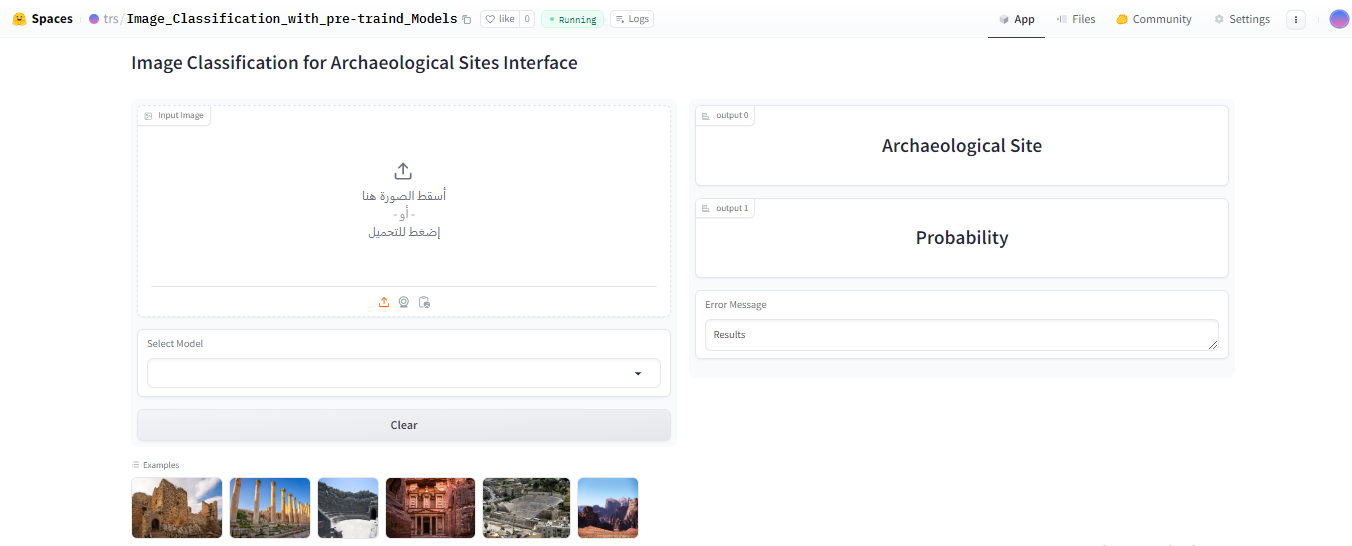 Spaces
trs/Image_Classification_with_pre-traind_Models
like 0
Running
Logs
App
Files
Community
Settings
Image Classification for Archaeological Sites Interface
Input Image
أسقط الصورة هنا
- أو -
إضغط للتحميل
Select Model
Clear
Examples
output 0
Archaeological Site
output 1
Probability
Error Message
Results